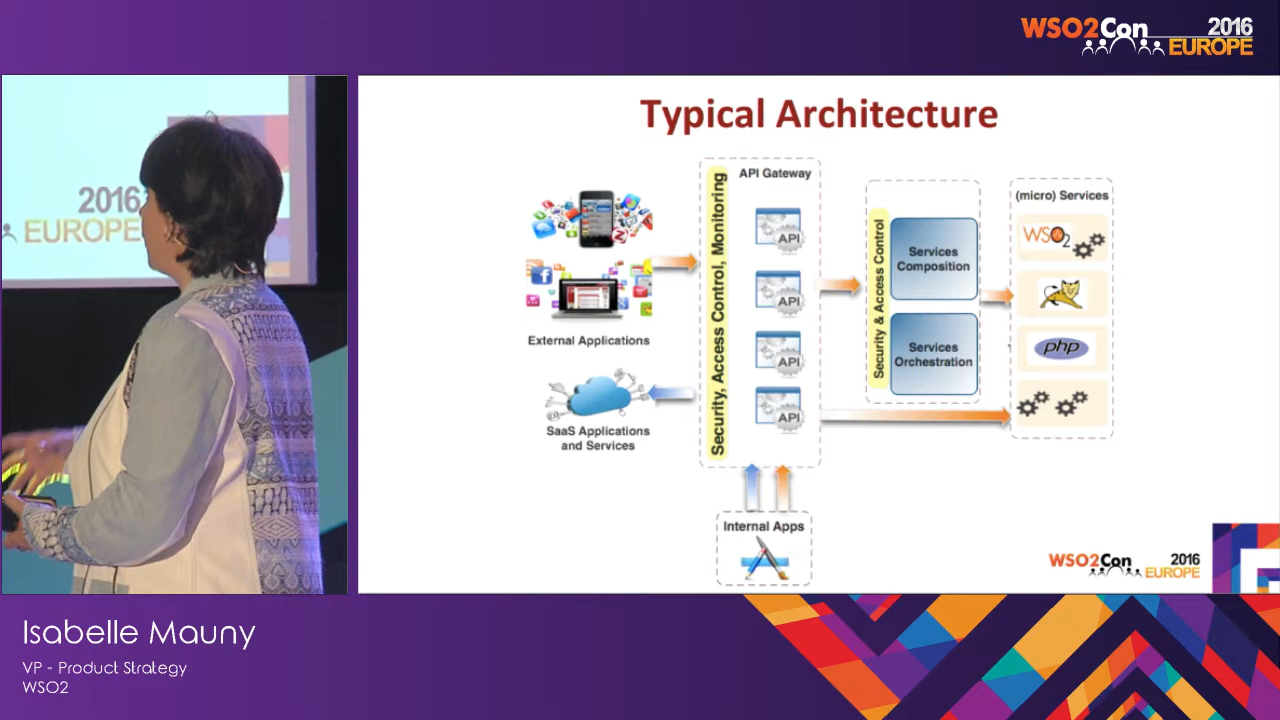 WSO2Con 2016
EUROPE
2016
EUROPE
Typical Architecture
Security, Access Control, Monitoring
API Gateway
API
API
API
API
External Applications
SaaS Applications
and Services
Internal Apps
Security & Access Control
Services
Composition
Services
Orchestration
(micro) Services
WSO2
php
WSO2Con 2016
EUROPE
Isabelle Mauny
VP - Product Strategy
WSO2